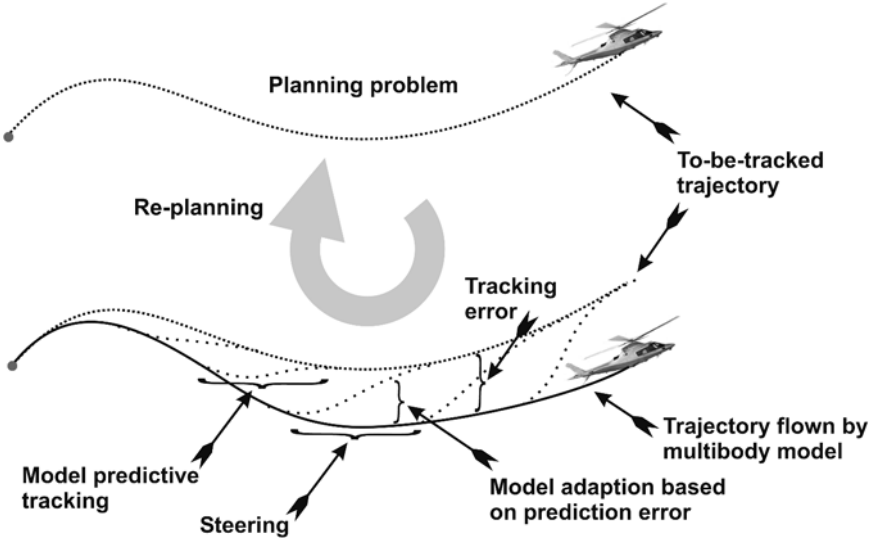 Planning problem
To-be-tracked
trajectory
Re-planning
Tracking
error
Trajectory flown by
multibody model
Model predictive
tracking
Model adaption based
on prediction error
Steering